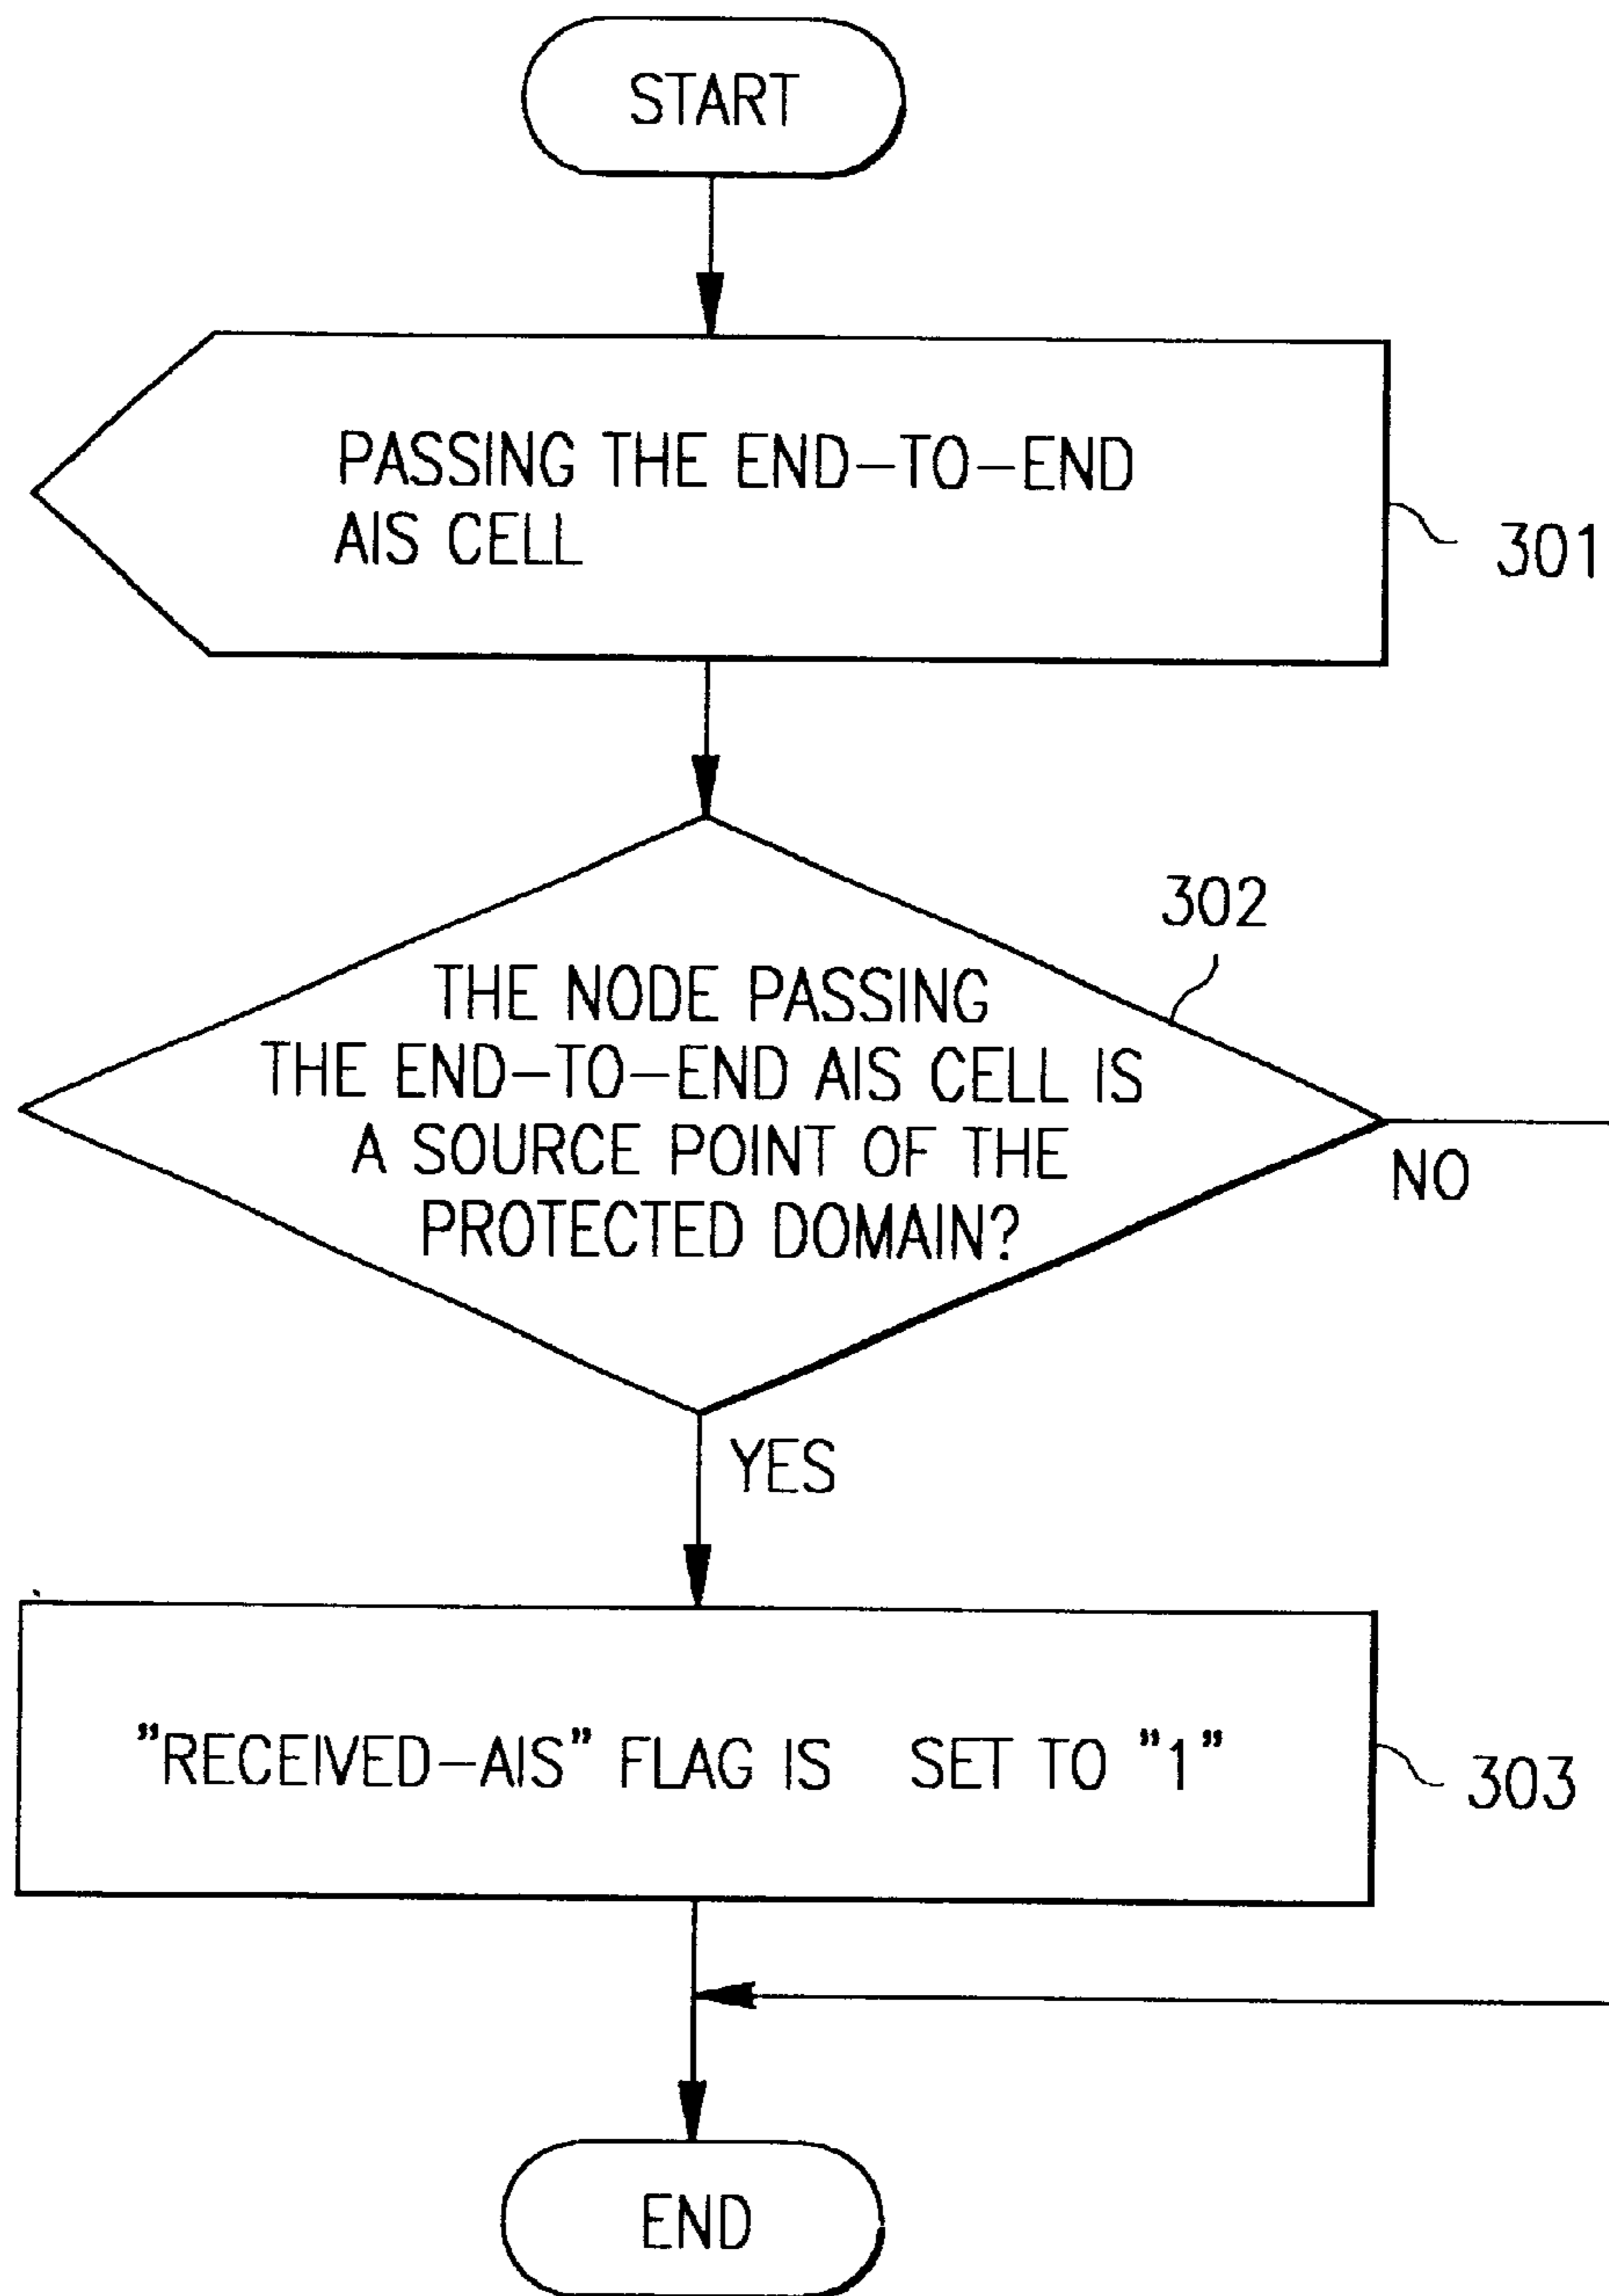 START
PASSING THE END-TO-END
AIS CELL
301
302
THE NODE PASSING
THE END-TO-END AIS CELL IS
A SOURCE POINT OF THE
PROTECTED DOMAIN?
NO
YES
"RECEIVED-AIS" FLAG IS SET TO "1"
303
END